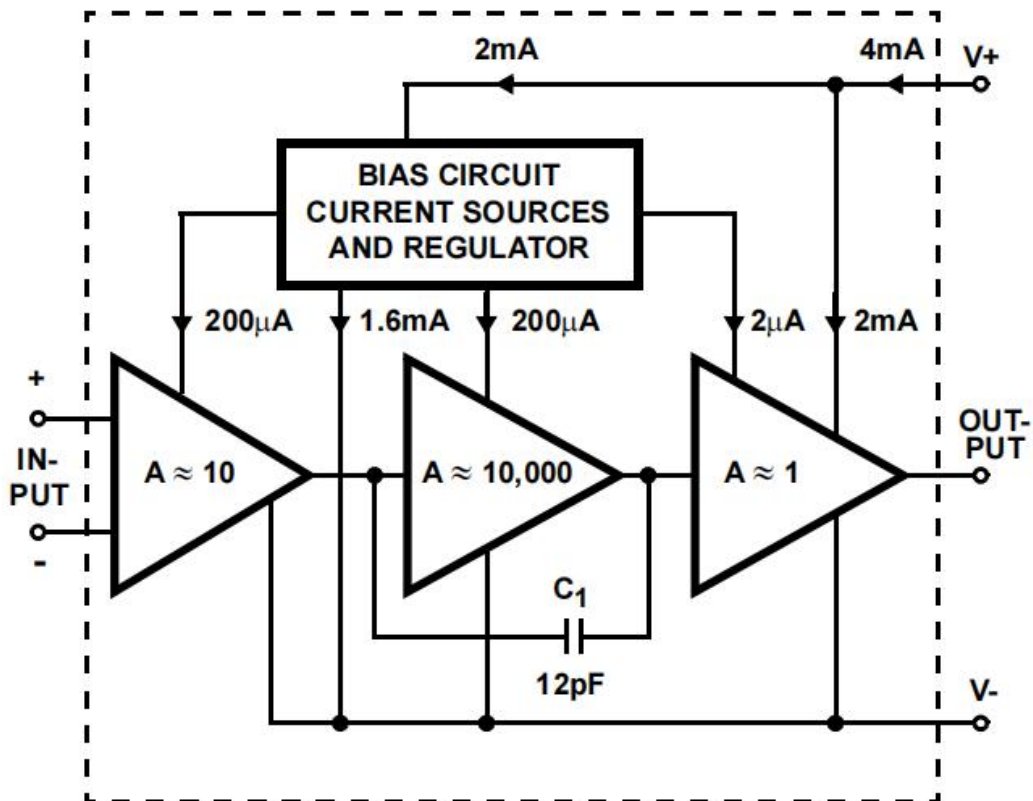 2mA
4mA
V+
BIAS CIRCUIT
CURRENT SOURCES
AND REGULATOR
200μA
1.6mA
200μA
2μA
2mA
+
IN-
PUT
-
A ≈ 10
A ≈ 10,000
A ≈ 1
OUT-
PUT
C1
12pF
V-